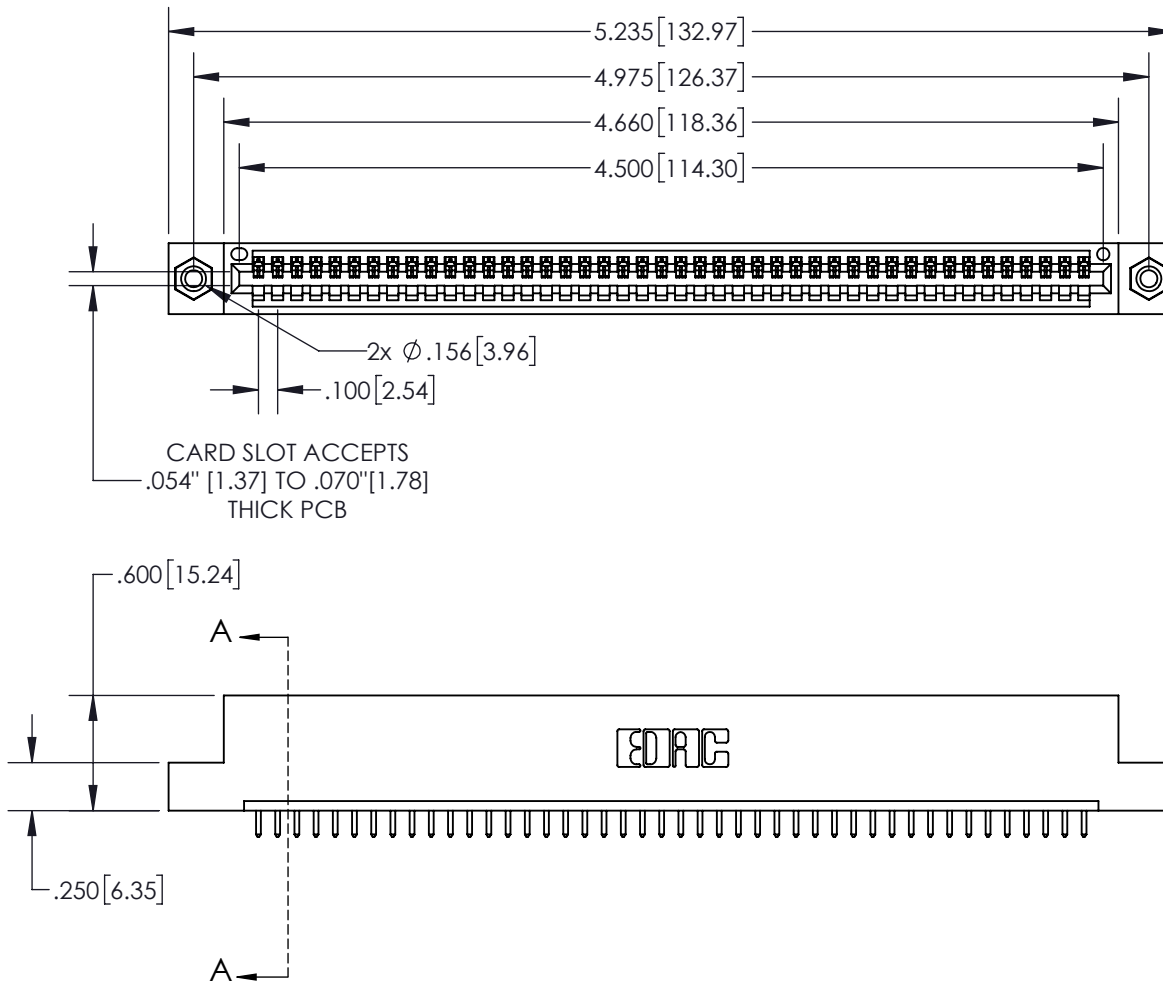 5.235[132.97]
4.975[126.37]
4.660[118.36]
4.500[114.30]
2x Ø.156[3.96]
.100[2.54]
CARD SLOT ACCEPTS
.054" [1.37] TO .070"[1.78]
THICK PCB
.600[15.24]
A
EDAC
.250[6.35]
A